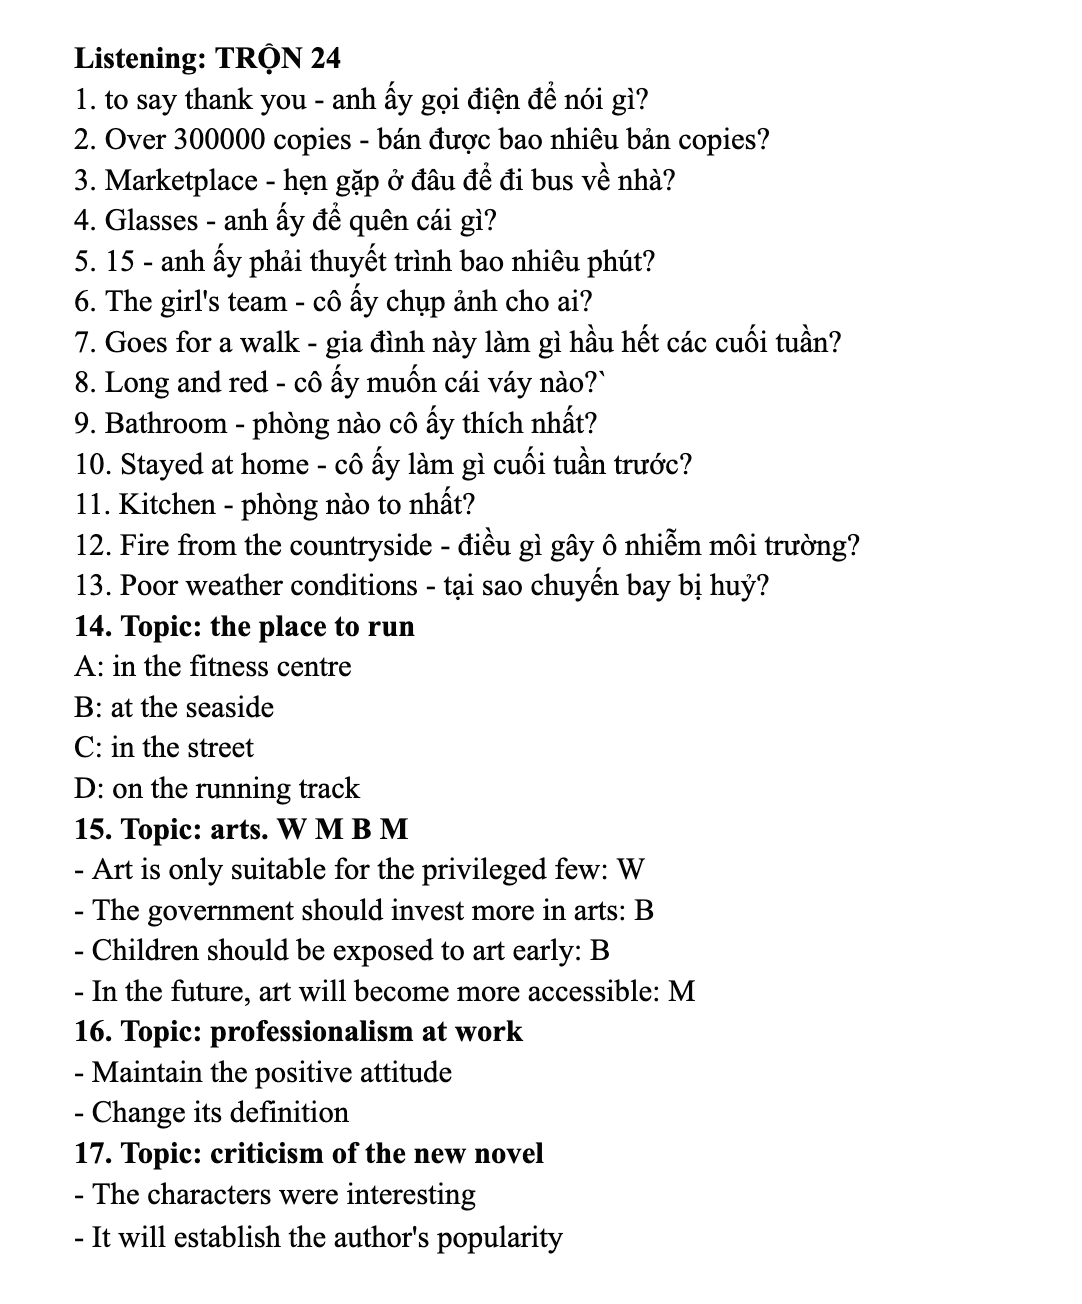 Listening: TRỘN 24
1. to say thank you - anh ấy gọi điện để nói gì?
2. Over 300000 copies - bán được bao nhiêu bản copies?
3. Marketplace - hẹn gặp ở đâu để đi bus về nhà?
4. Glasses - anh ấy để quên cái gì?
5. 15 - anh ấy phải thuyết trình bao nhiêu phút?
6. The girl's team - cô ấy chụp ảnh cho ai?
7. Goes for a walk - gia đình này làm gì hầu hết các cuối tuần?
8. Long and red - cô ấy muốn cái váy nào?`
9. Bathroom - phòng nào cô ấy thích nhất?
10. Stayed at home - cô ấy làm gì cuối tuần trước?
11. Kitchen - phòng nào to nhất?
12. Fire from the countryside - điều gì gây ô nhiễm môi trường?
13. Poor weather conditions - tại sao chuyến bay bị huỷ?
14. Topic: the place to run
A: in the fitness centre
B: at the seaside
C: in the street
D: on the running track
15. Topic: arts. W M B M
- Art is only suitable for the privileged few: W
- The government should invest more in arts: B
- Children should be exposed to art early: B
- In the future, art will become more accessible: M
16. Topic: professionalism at work
- Maintain the positive attitude
- Change its definition
17. Topic: criticism of the new novel
- The characters were interesting
- It will establish the author's popularity